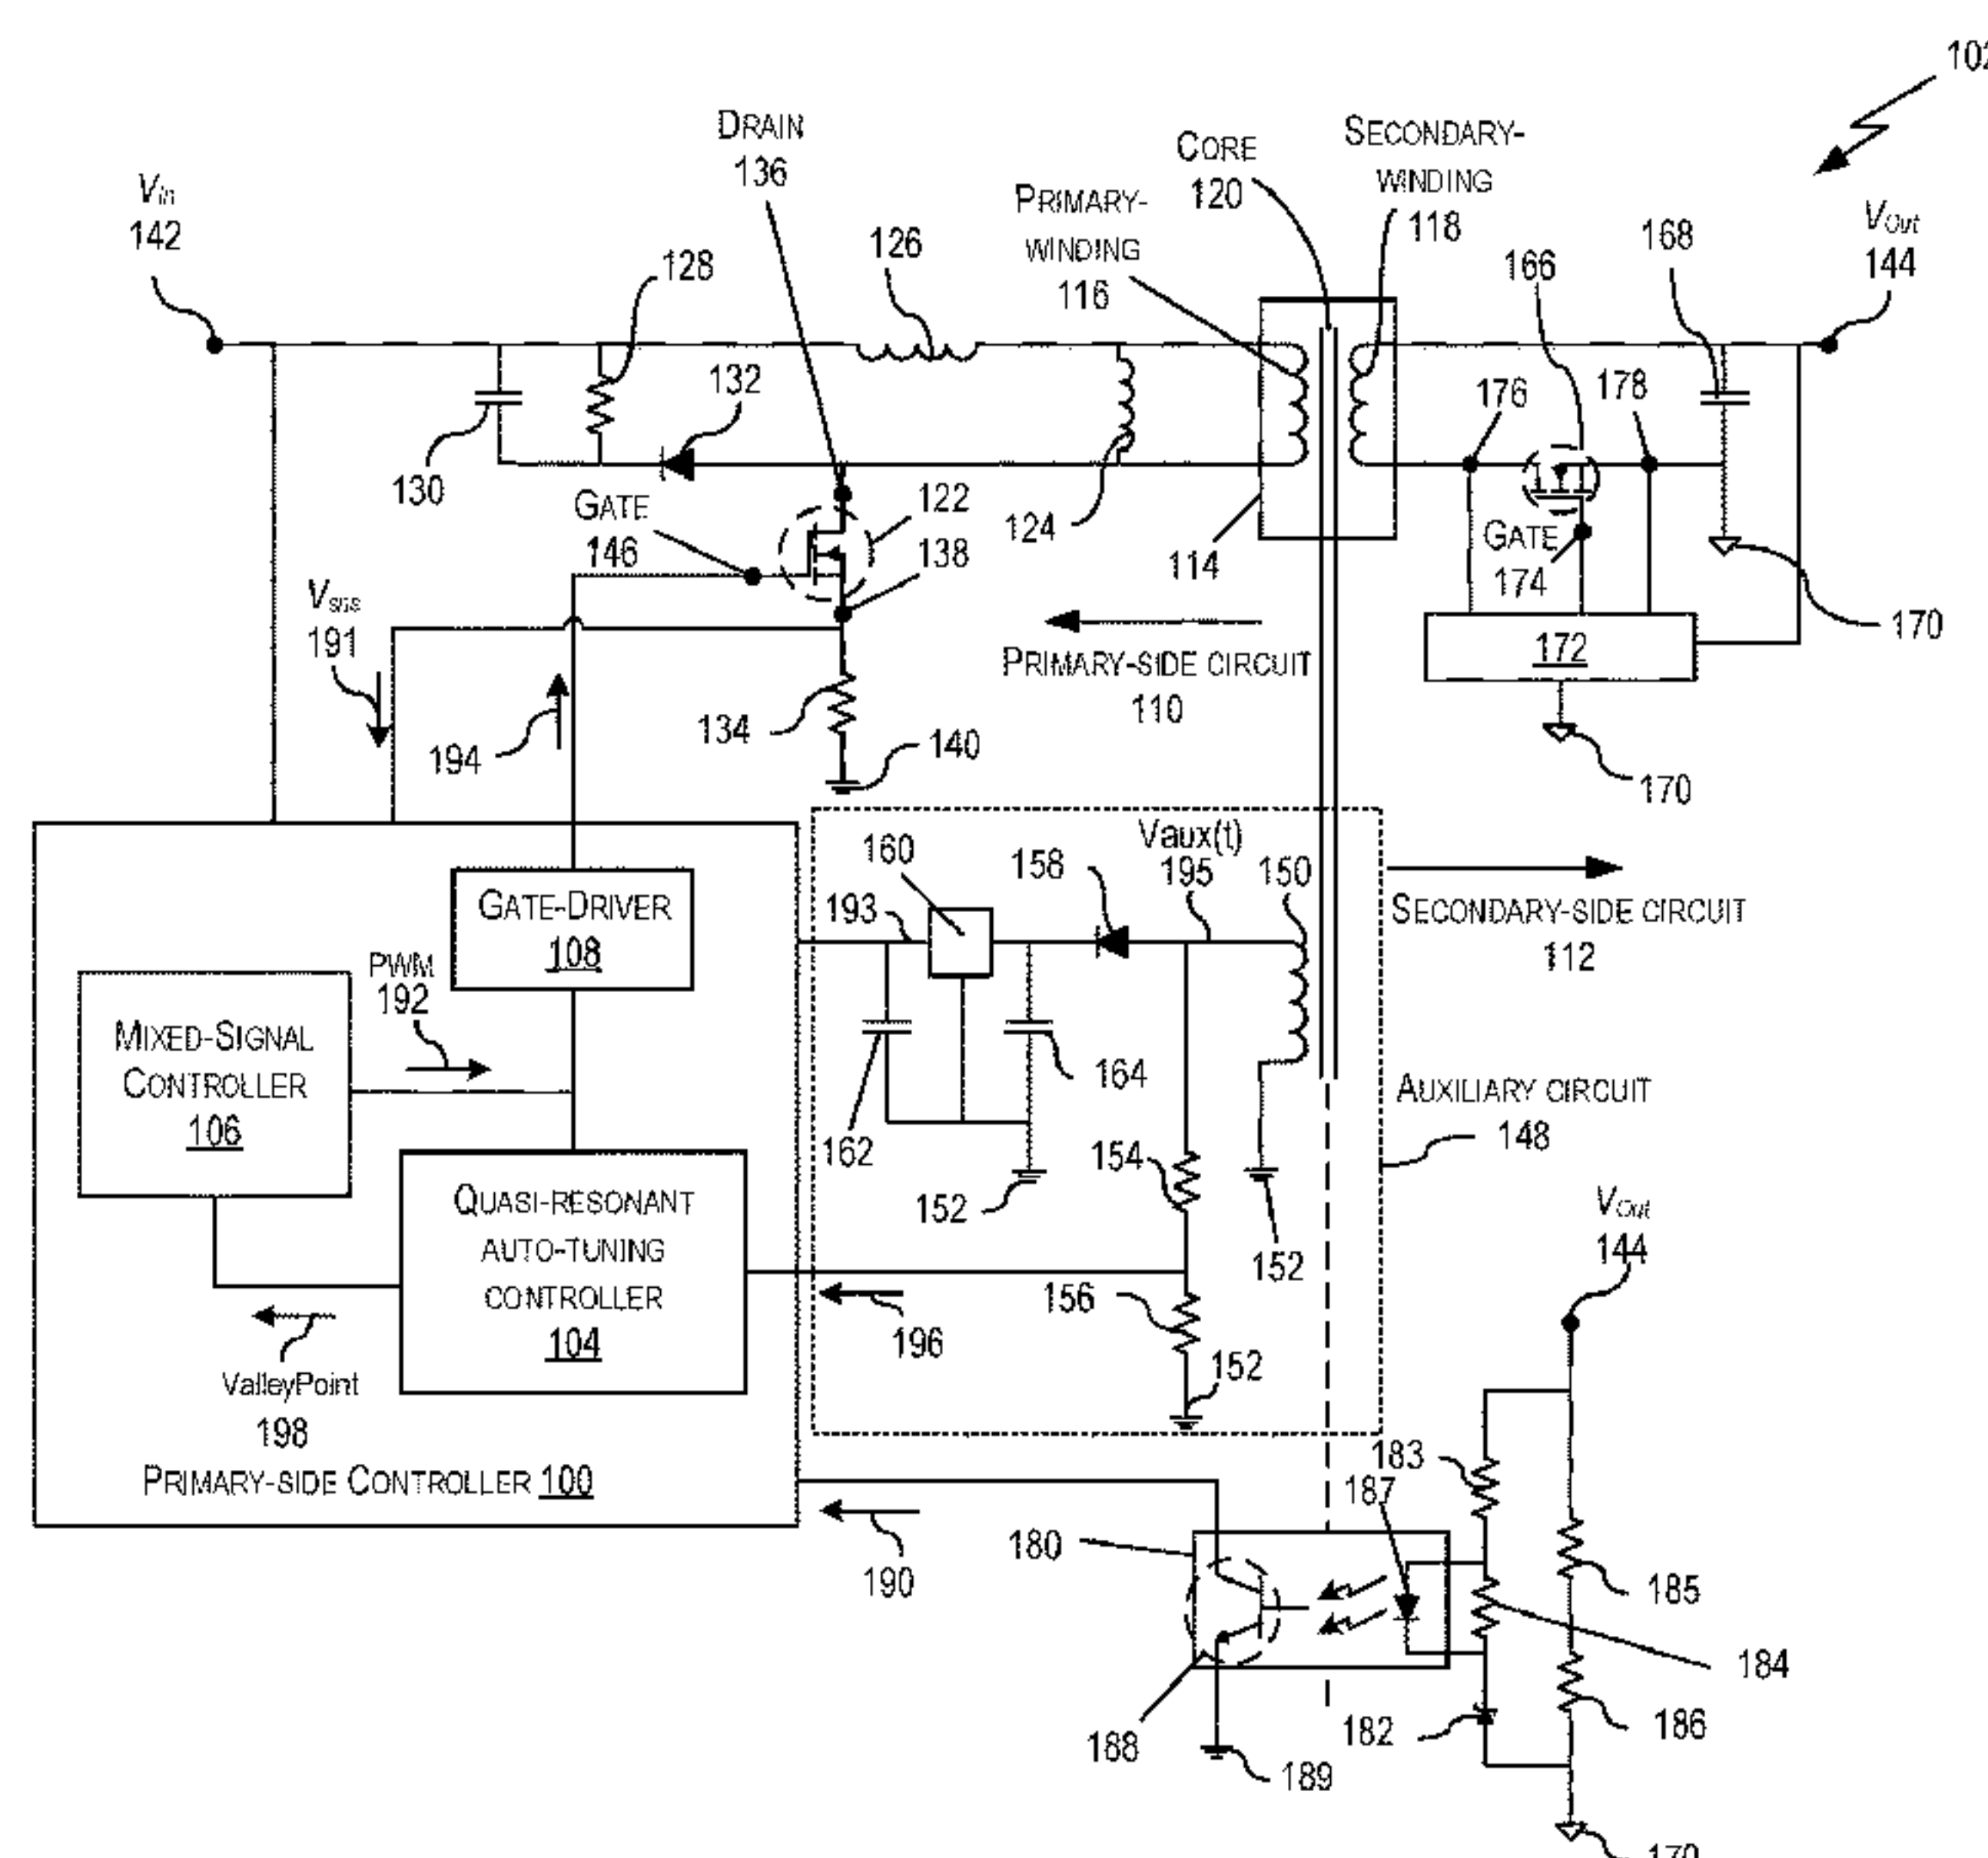 102
DRAIN
136
CORE
120
SECONDARY-
WINDING
118
Vin
142
PRIMARY-
WINDING
116
VOut
144
128
126
166
168
132
176
178
130
GATE
146
122
124
114
138
GATE
174
Vsns
191
170
172
PRIMARY-SIDE CIRCUIT
110
194
134
140
170
160
Vaux(t)
195
158
150
193
GATE-DRIVER
108
SECONDARY-SIDE CIRCUIT
112
PWM
192
MIXED-SIGNAL
CONTROLLER
106
164
162
AUXILIARY CIRCUIT
148
154
152
152
QUASI-RESONANT
AUTO-TUNING
CONTROLLER
104
VOut
144
156
196
152
ValleyPoint
198
PRIMARY-SIDE CONTROLLER 100
183
187
180
190
185
184
188
182
186
189
170